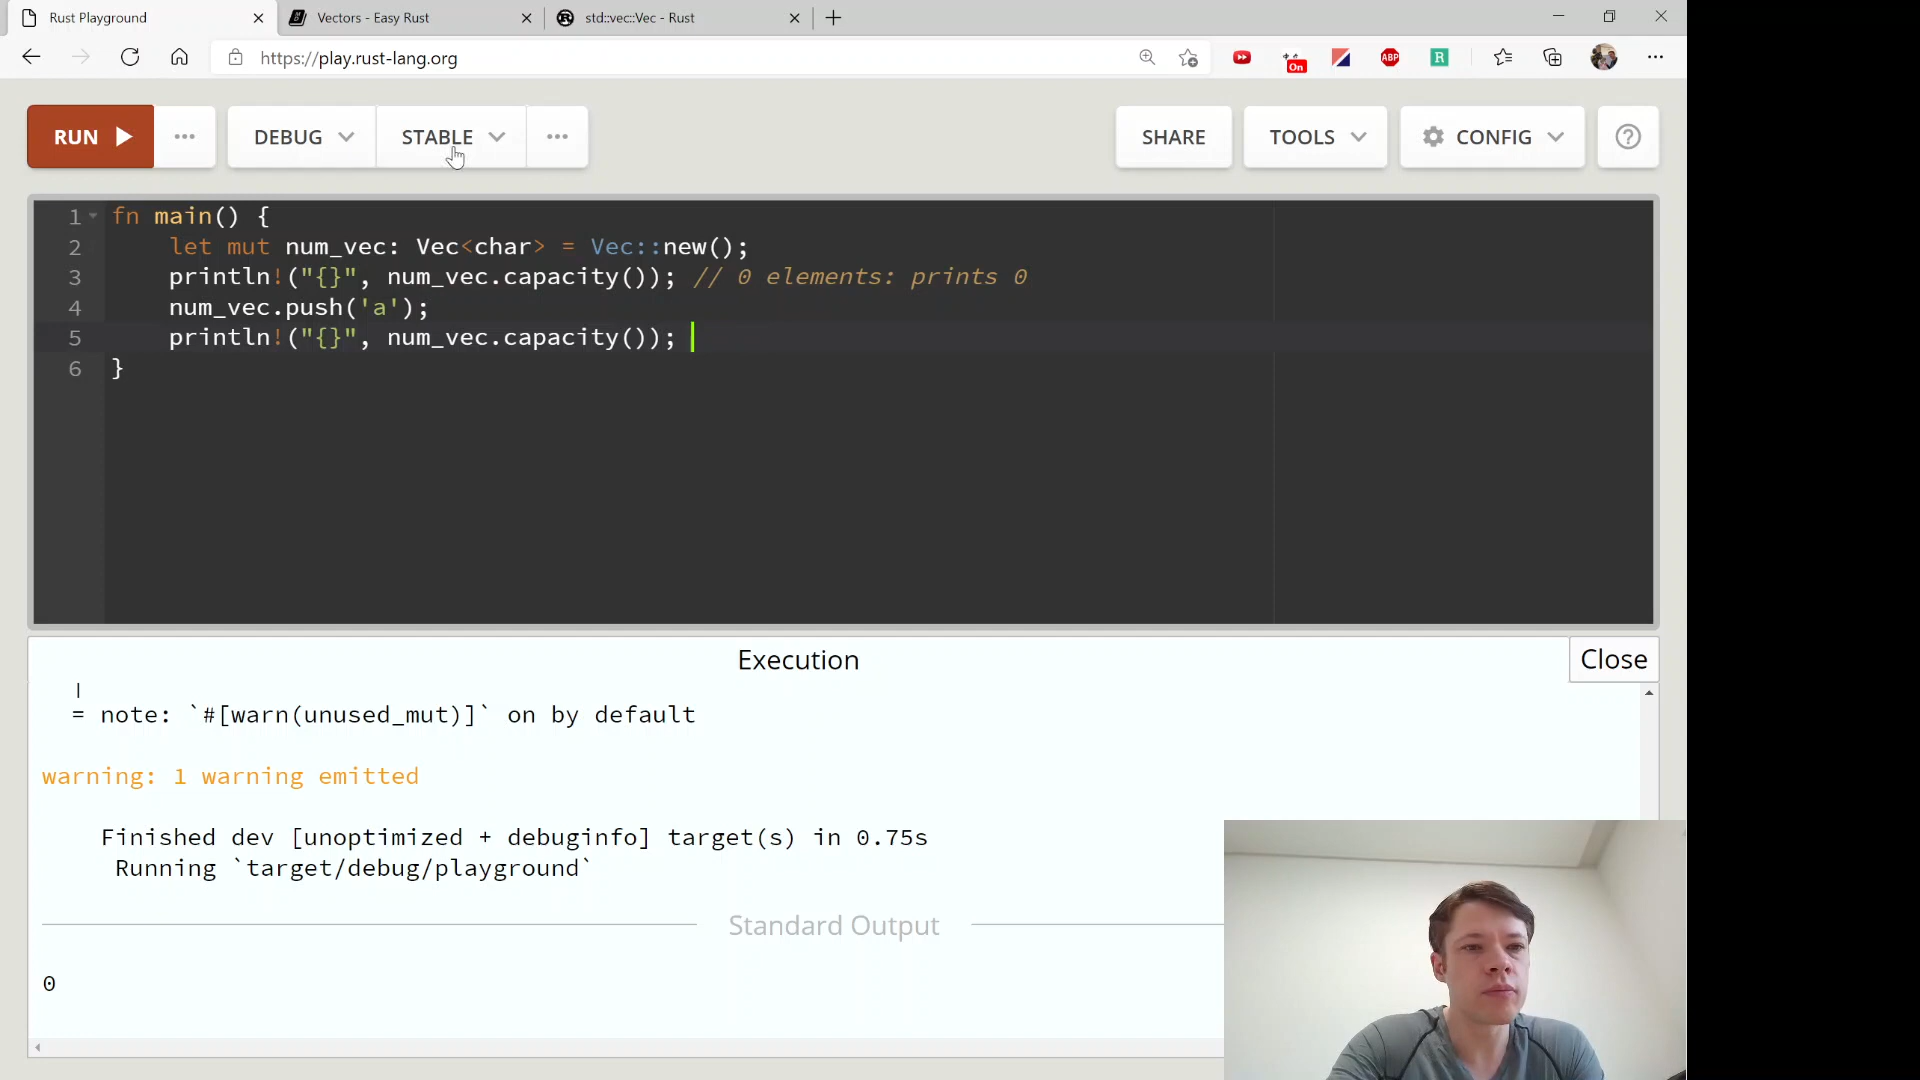 Rust Playground
Vectors - Easy Rust
std::vec::Vec - Rust
https://play.rust-lang.org
On
ABP
R
RUN
DEBUG
STABLE
SHARE
TOOLS
CONFIG
1 fn main() {
2 let mut num_vec: Vec<char> = Vec::new();
3 println!("{}", num_vec.capacity()); // 0 elements: prints 0
4 num_vec.push('a');
5 println!("{}", num_vec.capacity());
6 }
Execution
Close
|
= note: `#[warn(unused_mut)]` on by default
warning: 1 warning emitted
Finished dev [unoptimized + debuginfo] target(s) in 0.75s
Running `target/debug/playground`
Standard Output
0